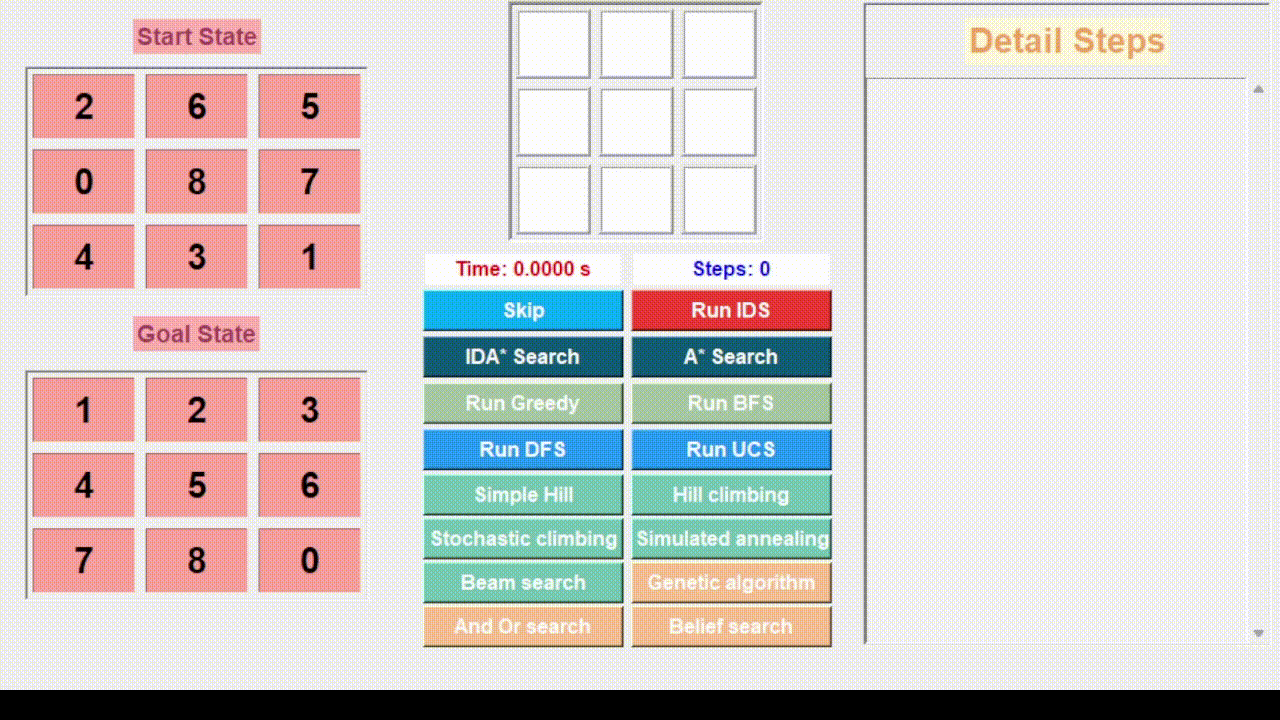 Start State
2 6 5
0 8 7
4 3 1
Goal State
1 2 3
4 5 6
7 8 0
Time: 0.0000 s
Steps: 0
Skip
Run IDS
IDA* Search
A* Search
Run Greedy
Run BFS
Run DFS
Run UCS
Simple Hill
Hill climbing
Stochastic climbing
Simulated annealing
Beam search
Genetic algorithm
And Or search
Belief search
Detail Steps